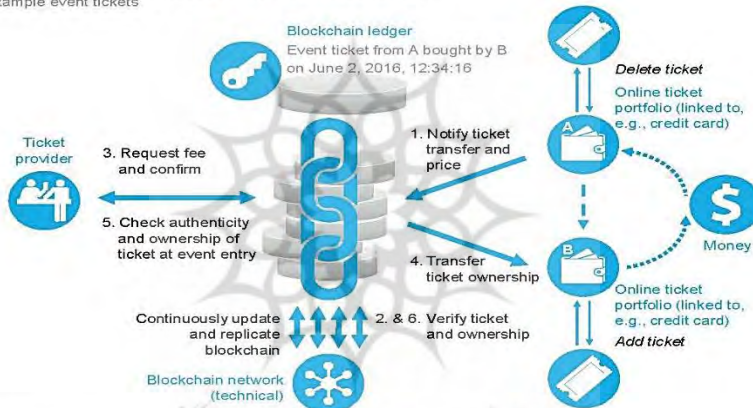 ample event tickets
Blockchain ledger
Event ticket from A bought by B
on June 2, 2016, 12:34:16
Delete ticket
Online ticket
portfolio (linked to,
e.g., credit card)
A
Ticket
provider
3. Request fee
and confirm
1. Notify ticket
transfer and
price
$
Money
5. Check authenticity
and ownership of
ticket at event entry
4. Transfer
ticket ownership
B
Online ticket
portfolio (linked to,
e.g., credit card)
Add ticket
Continuously update
and replicate
blockchain
2. & 6. Verify ticket
and ownership
Blockchain network
(technical)